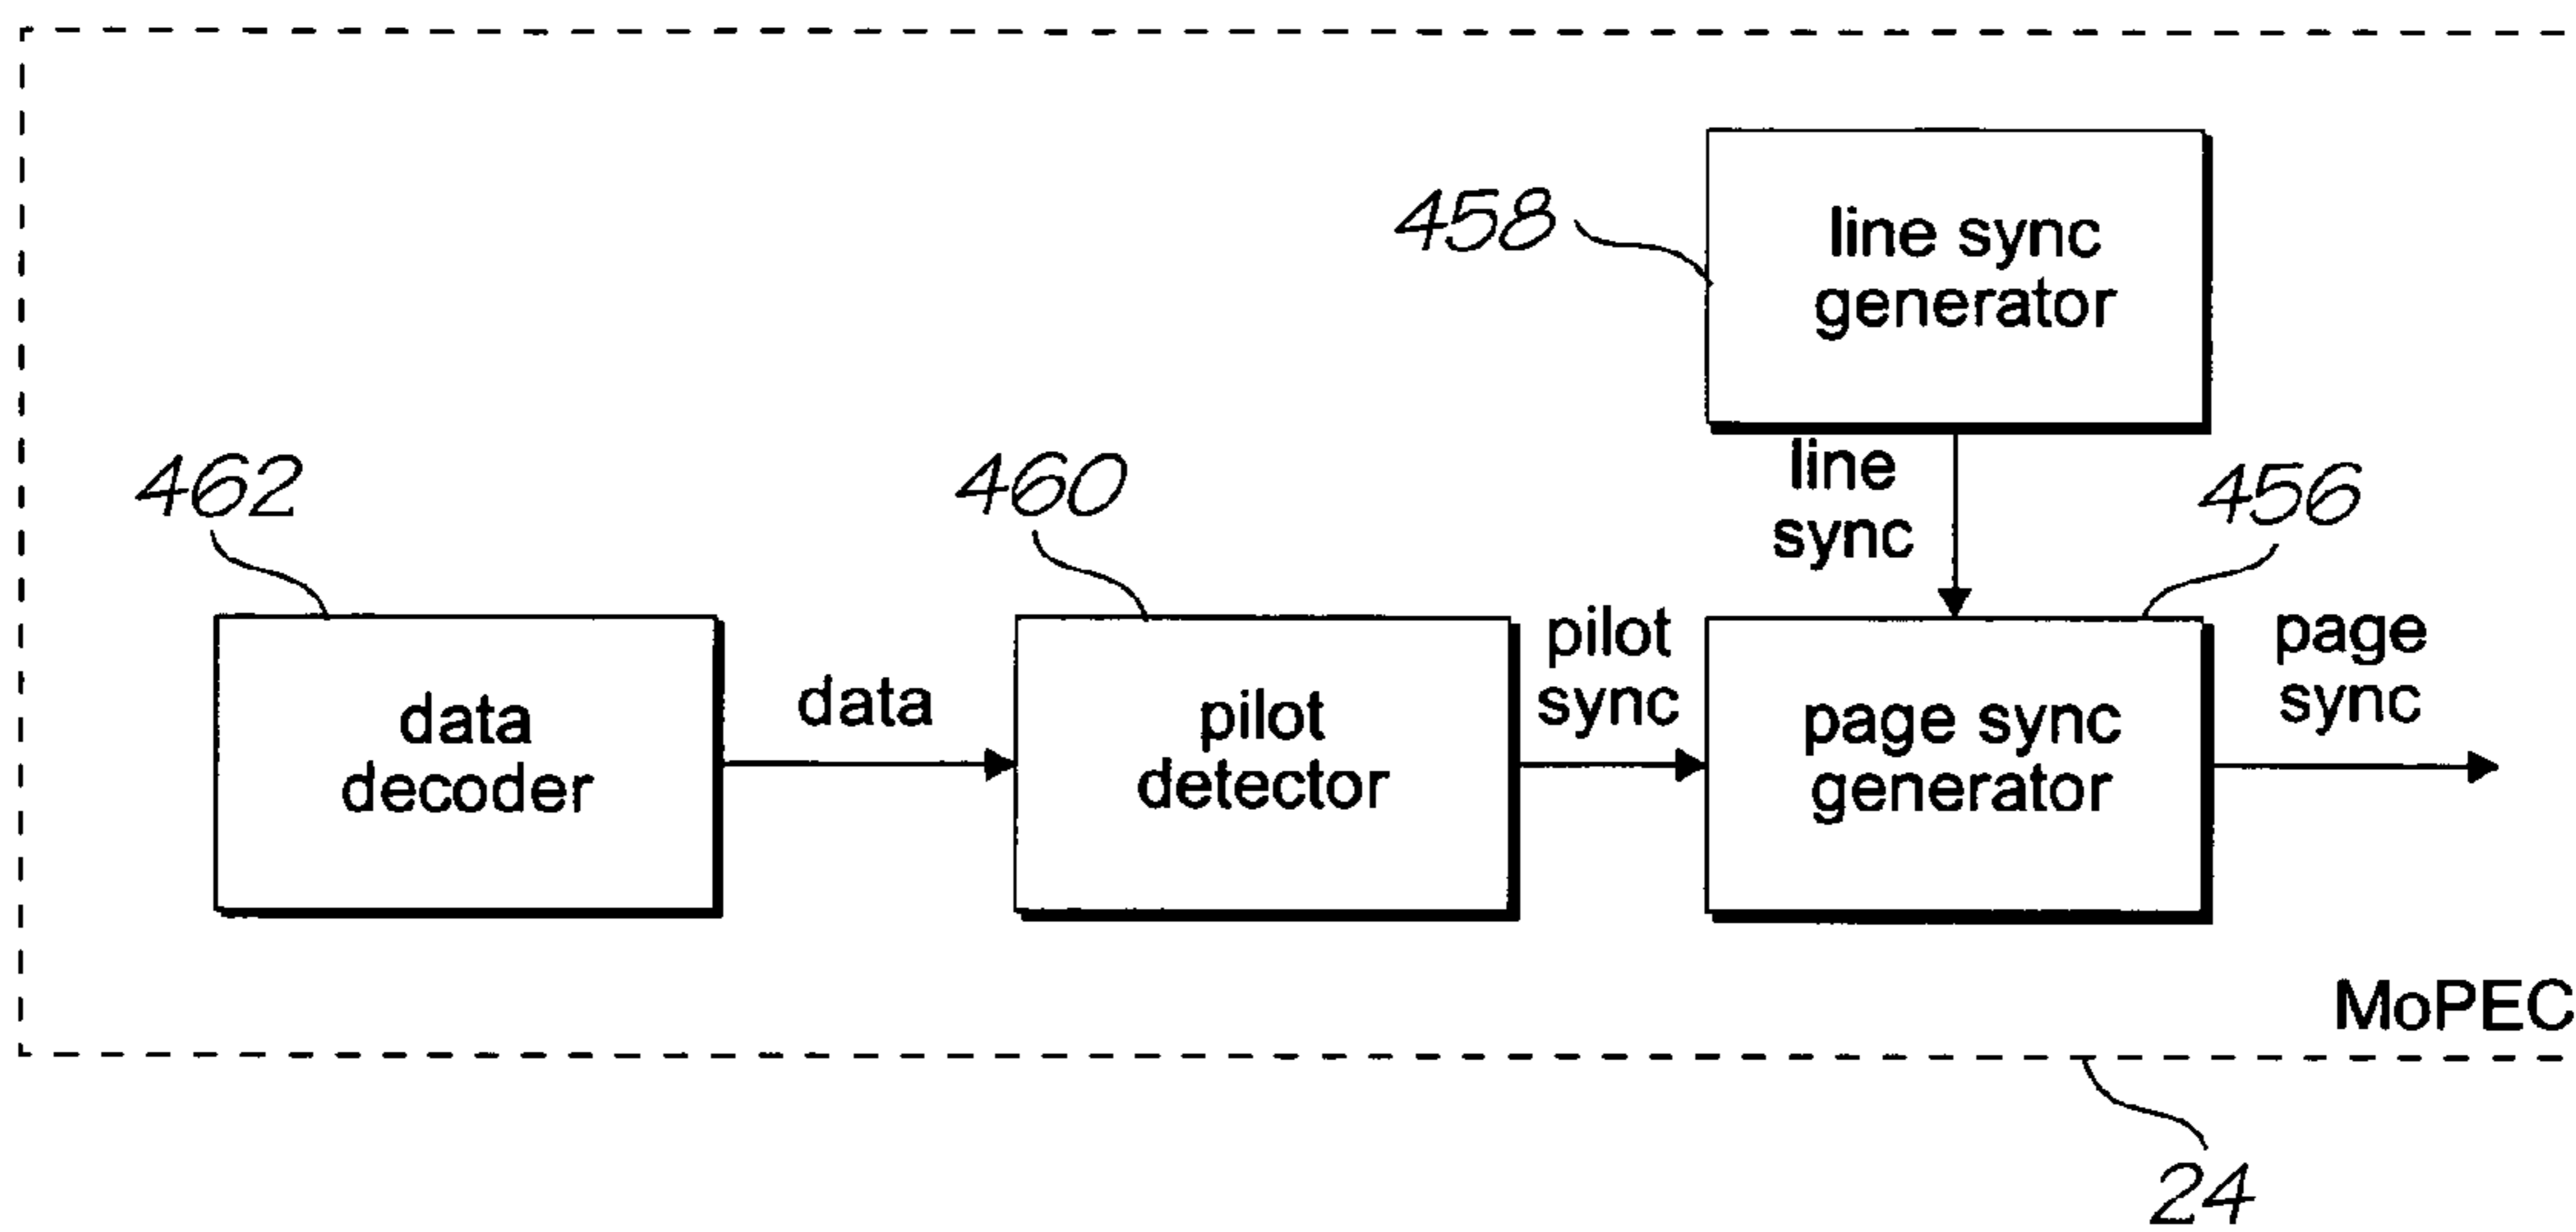 458
line sync
generator
line
sync
462
460
456
data
decoder
data
pilot
detector
pilot
sync
page sync
generator
page
sync
MoPEC
24